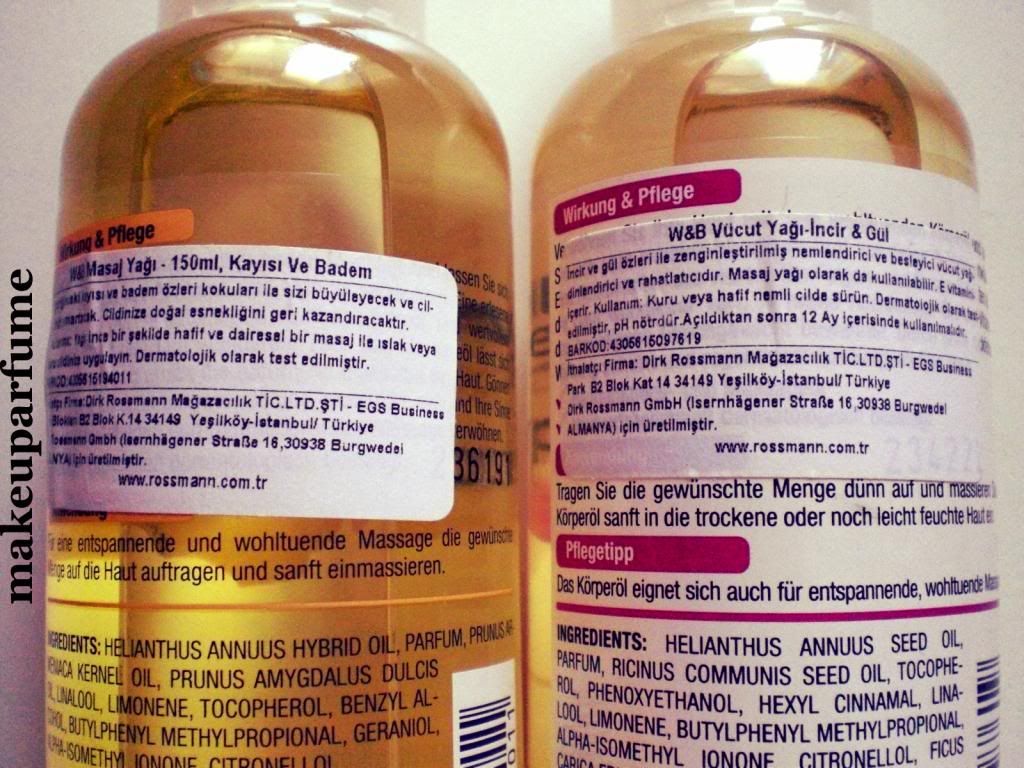 makeuparfume
Wirkung & Pflege
Masaj Yağı - 150ml, Kayısı Ve Badem
ve badem özleri kokuları ile sizi büyüleyecek ve cil-
Cildinize doğal esnekliğini geri kazandıracaktır.
ince bir şekilde hafif ve dairesel bir masaj ile ıslak veya
uygulayın. Dermatolojik olarak test edilmiştir.
Firma: Dirk Rossmann Mağazacılık TİC.LTD.ŞTİ - EGS Business
B2 Blok K.14 34149 Yeşilköy-İstanbul/ Türkiye
Gmbh (Isernhägener Straße 16,30938 Burgwedel
için üretilmiştir.
www.rossmann.com.tr
36191
eine entspannende und wohltuende Massage die gewünschte
auf die Haut auftragen und sanft einmassieren.
INGREDIENTS: HELIANTHUS ANNUUS HYBRID OIL, PARFUM, PRUNUS AR-
MENIACA KERNEL OIL, PRUNUS AMYGDALUS DULCIS
LINALOOL, LIMONENE, TOCOPHEROL, BENZYL AL-
BUTYLPHENYL METHYLPROPIONAL, GERANIOL,
ALPHA-ISOMETHYL IONONE, CITRONELLOL
Wirkung & Pflege
W&B Vücut Yağı-İncir & Gül
İncir ve gül özleri ile zenginleştirilmiş nemlendirici ve besleyici vücut yağı
dinlendirici ve rahatlatıcıdır. Masaj yağı olarak da kullanılabilir. E vitamini
içerir. Kullanım: Kuru veya hafif nemli cilde sürün. Dermatolojik olarak test
edilmiştir, pH nötrdür.Açıldıktan sonra 12 Ay içerisinde kullanılmalıdır.
BARKOD:4305615097619
İthalatçı Firma: Dirk Rossmann Mağazacılık TİC.LTD.ŞTİ - EGS Business
Park B2 Blok Kat 14 34149 Yeşilköy-İstanbul/ Türkiye
Dirk Rossmann GmbH (Isernhägener Straße 16,30938 Burgwedel
ALMANYA) için üretilmiştir.
www.rossmann.com.tr
Tragen Sie die gewünschte Menge dünn auf und massieren
Körperöl sanft in die trockene oder noch leicht feuchte Haut
Pflegetipp
Das Körperöl eignet sich auch für entspannende, wohltuende
INGREDIENTS: HELIANTHUS ANNUUS SEED OIL,
PARFUM, RICINUS COMMUNIS SEED OIL, TOCOPHE-
ROL, PHENOXYETHANOL, HEXYL CINNAMAL, LINA-
LOOL, LIMONENE, BUTYLPHENYL METHYLPROPIONAL,
ALPHA-ISOMETHYL IONONE, CITRONELLOL, FICUS